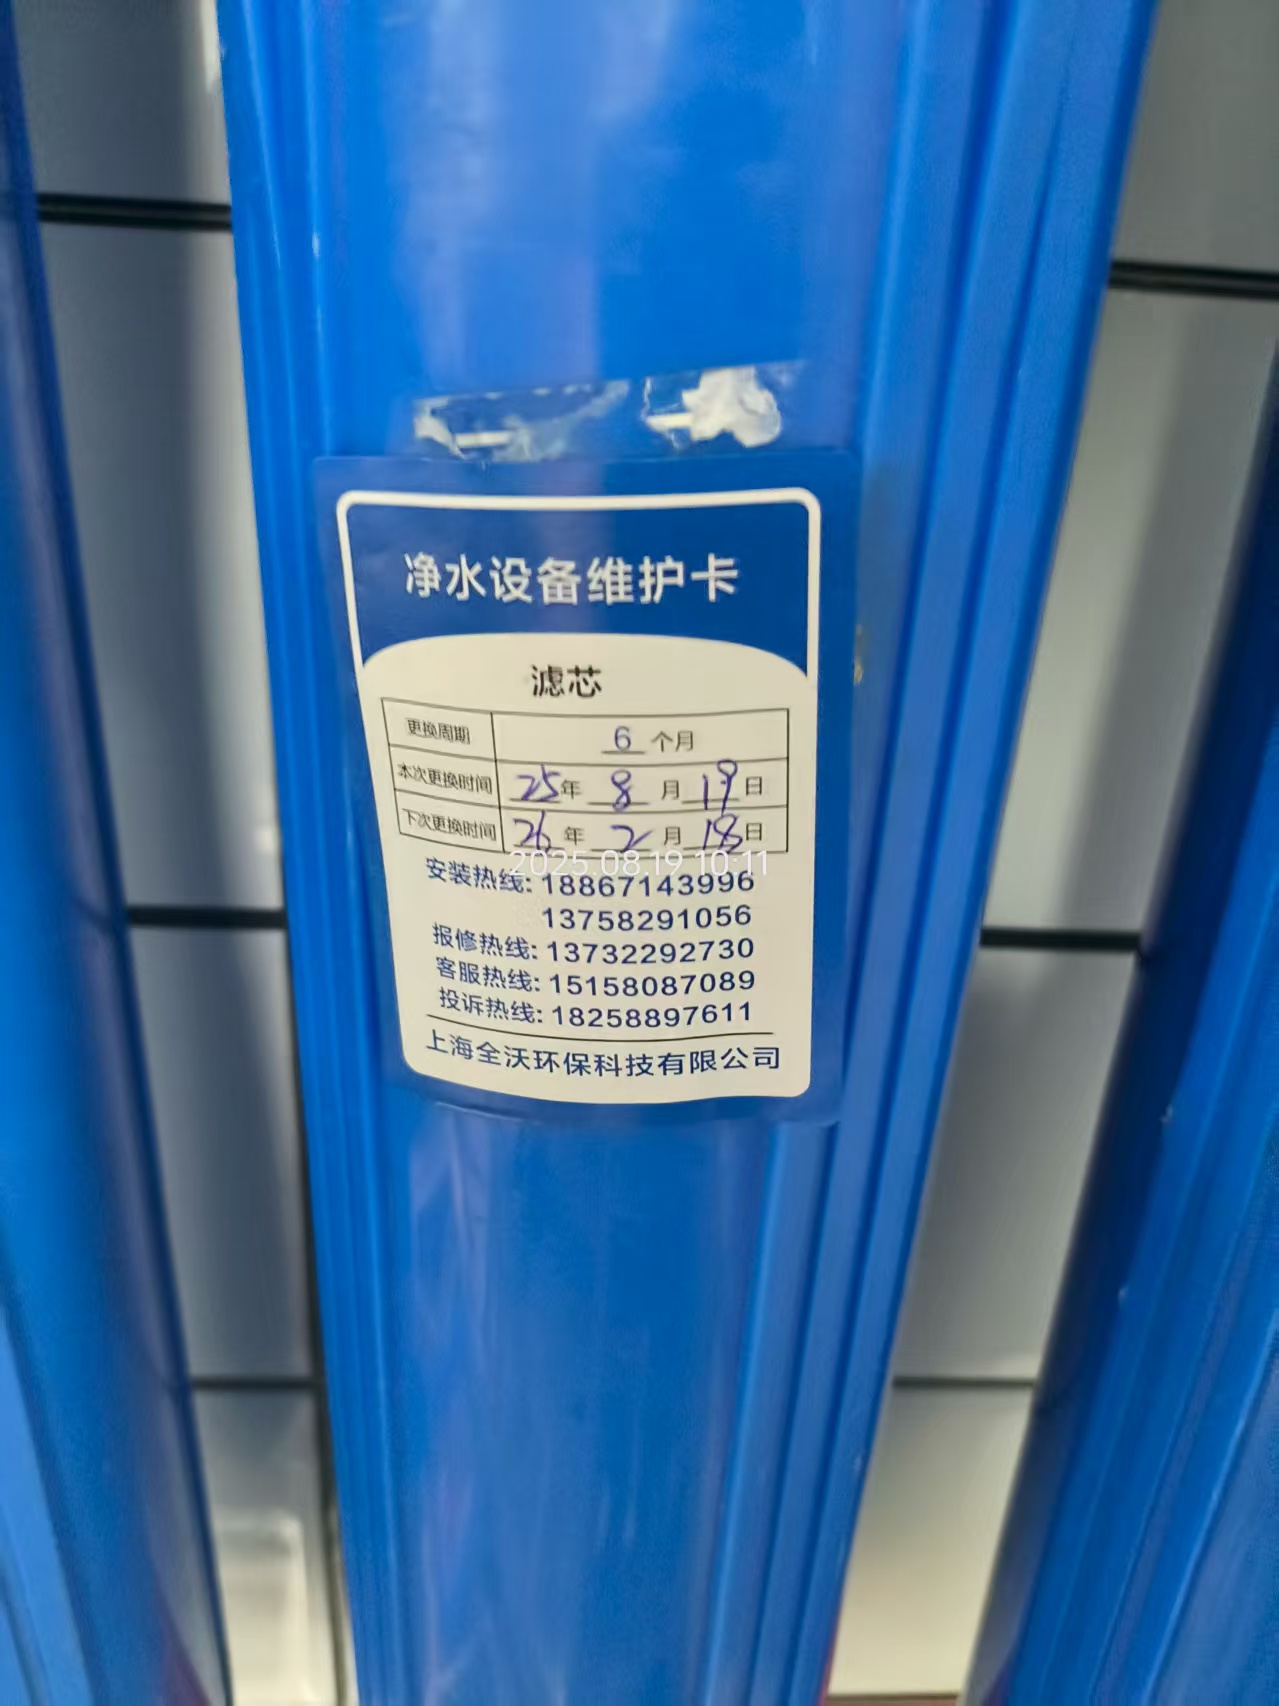 净水设备维护卡
滤芯
更换周期 6 个月
本次更换时间 25年 8 月 19 日
下次更换时间 26 年 2 月 18 日
2025.08.19 10:11
安装热线: 18867143996
13758291056
报修热线: 13732292730
客服热线: 15158087089
投诉热线: 18258897611
上海全沃环保科技有限公司